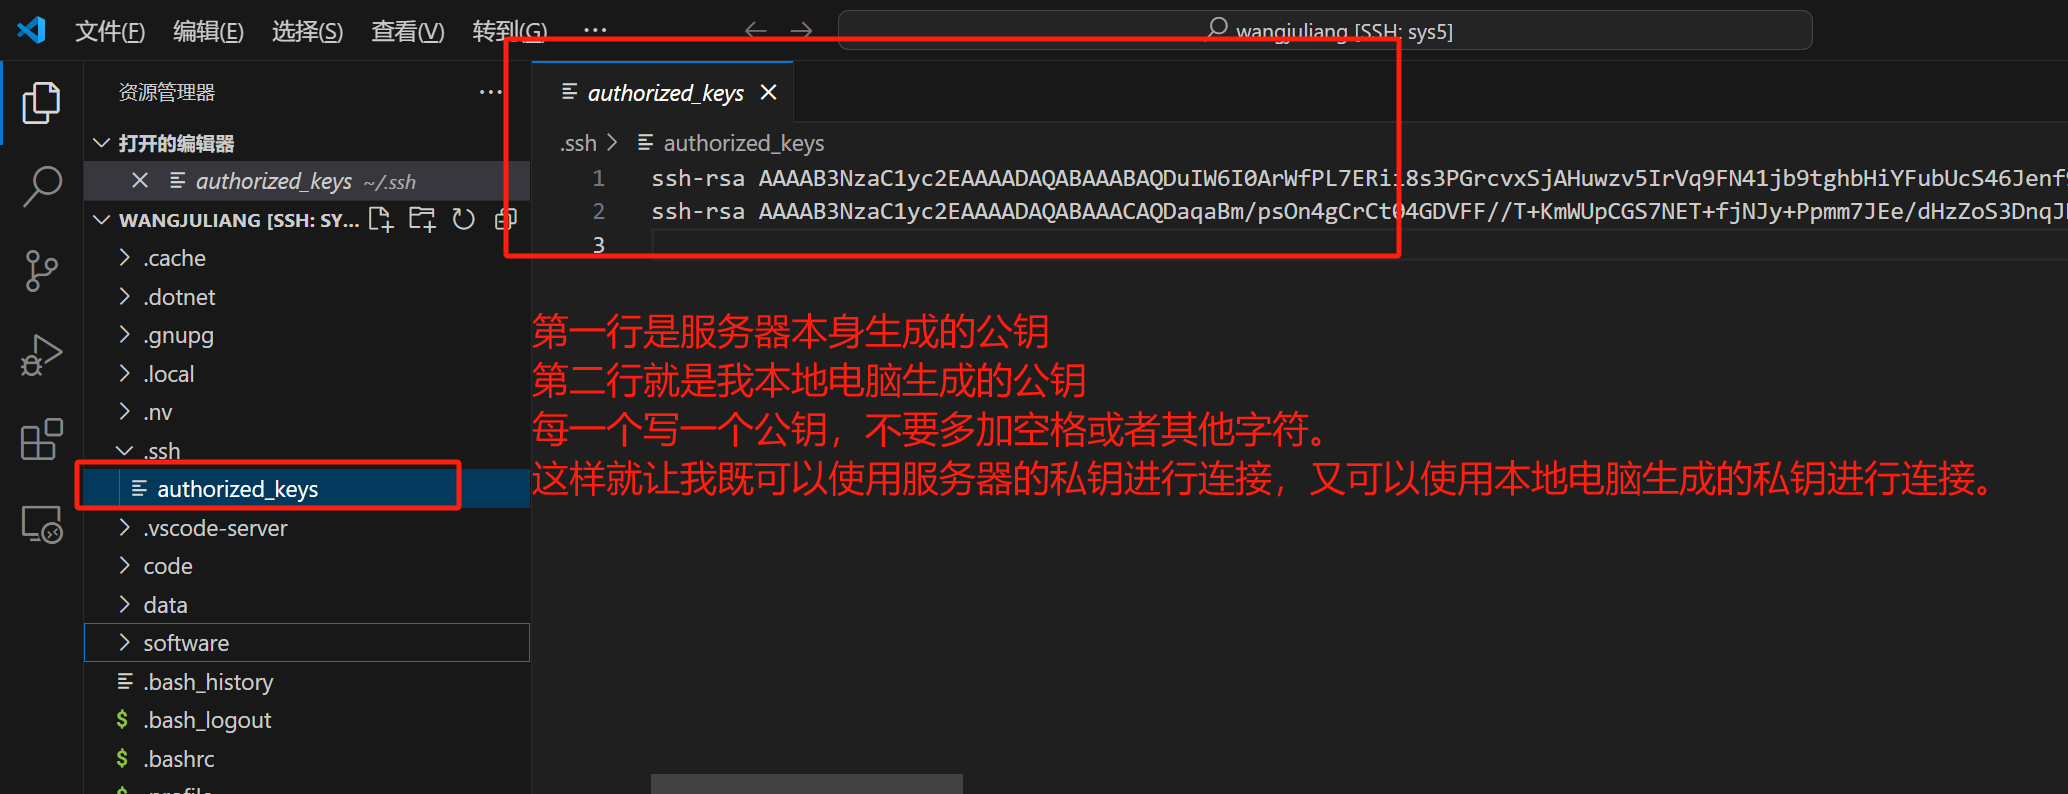 文件(F) 编辑(E) 选择(S) 查看(V) 转到(G) ··· wangjuliang [SSH: sys5]
资源管理器 ···
打开的编辑器
authorized_keys ~/.ssh
WANGJULIANG [SSH: SY...
.cache
.dotnet
.gnupg
.local
.nv
.ssh
authorized_keys
.vscode-server
code
data
software
.bash_history
$ .bash_logout
$ .bashrc
authorized_keys
.ssh > authorized_keys
1 ssh-rsa AAAAB3NzaC1yc2EAAAADAQABAAABAQDuIW6I0ArWfPL7ERii8s3PGrcvxSjAHuwzv5IrVq9FN41jb9tghbHiYFubUcS46Jenf
2 ssh-rsa AAAAB3NzaC1yc2EAAAADAQABAAACAQDaqaBm/psOn4gCrCt04GDVFF//T+KmWUpCGS7NET+fjNJy+Ppmm7JEe/dHzZoS3DnqJ
3
第一行是服务器本身生成的公钥
第二行就是我本地电脑生成的公钥
每一个写一个公钥，不要多加空格或者其他字符。
这样就让我既可以使用服务器的私钥进行连接，又可以使用本地电脑生成的私钥进行连接。